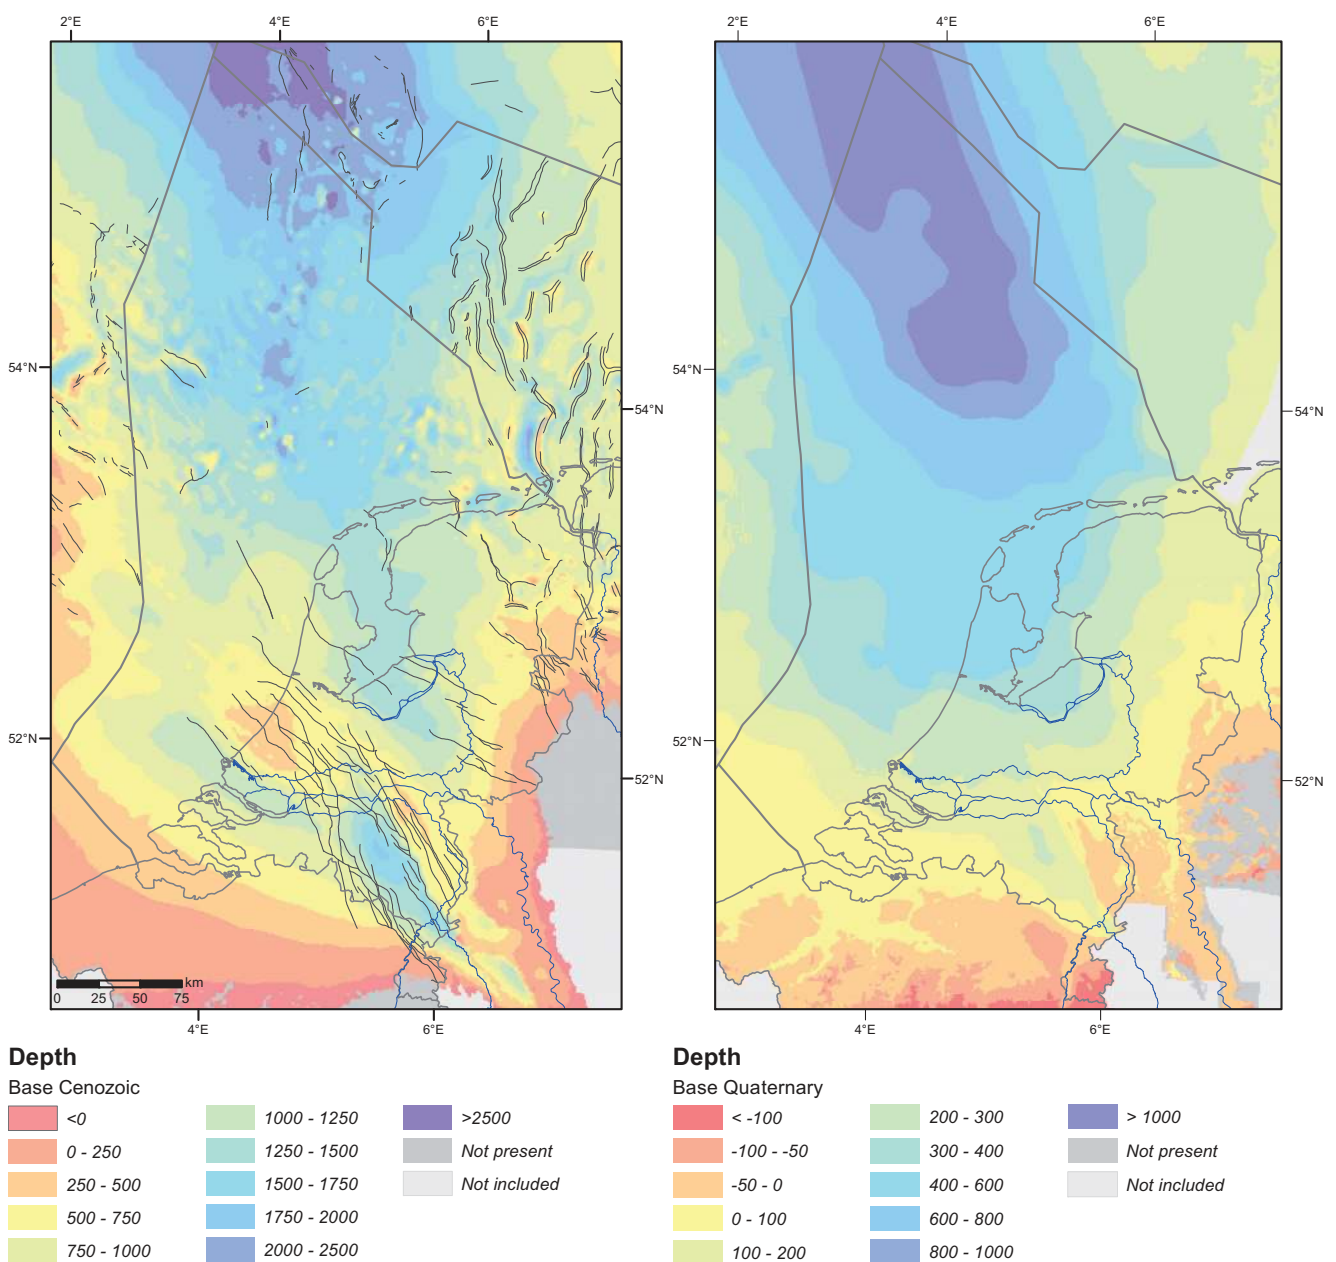 2°E 4°E 6°E 2°E 4°E 6°E
54°N 54°N
54°N 54°N
52°N 52°N
52°N 52°N
km
0 25 50 75
4°E 6°E 4°E 6°E
Depth
Base Cenozoic
<0
0 - 250
250 - 500
500 - 750
750 - 1000
1000 - 1250
1250 - 1500
1500 - 1750
1750 - 2000
2000 - 2500
>2500
Not present
Not included
Depth
Base Quaternary
< -100
-100 - -50
-50 - 0
0 - 100
100 - 200
200 - 300
300 - 400
400 - 600
600 - 800
800 - 1000
> 1000
Not present
Not included